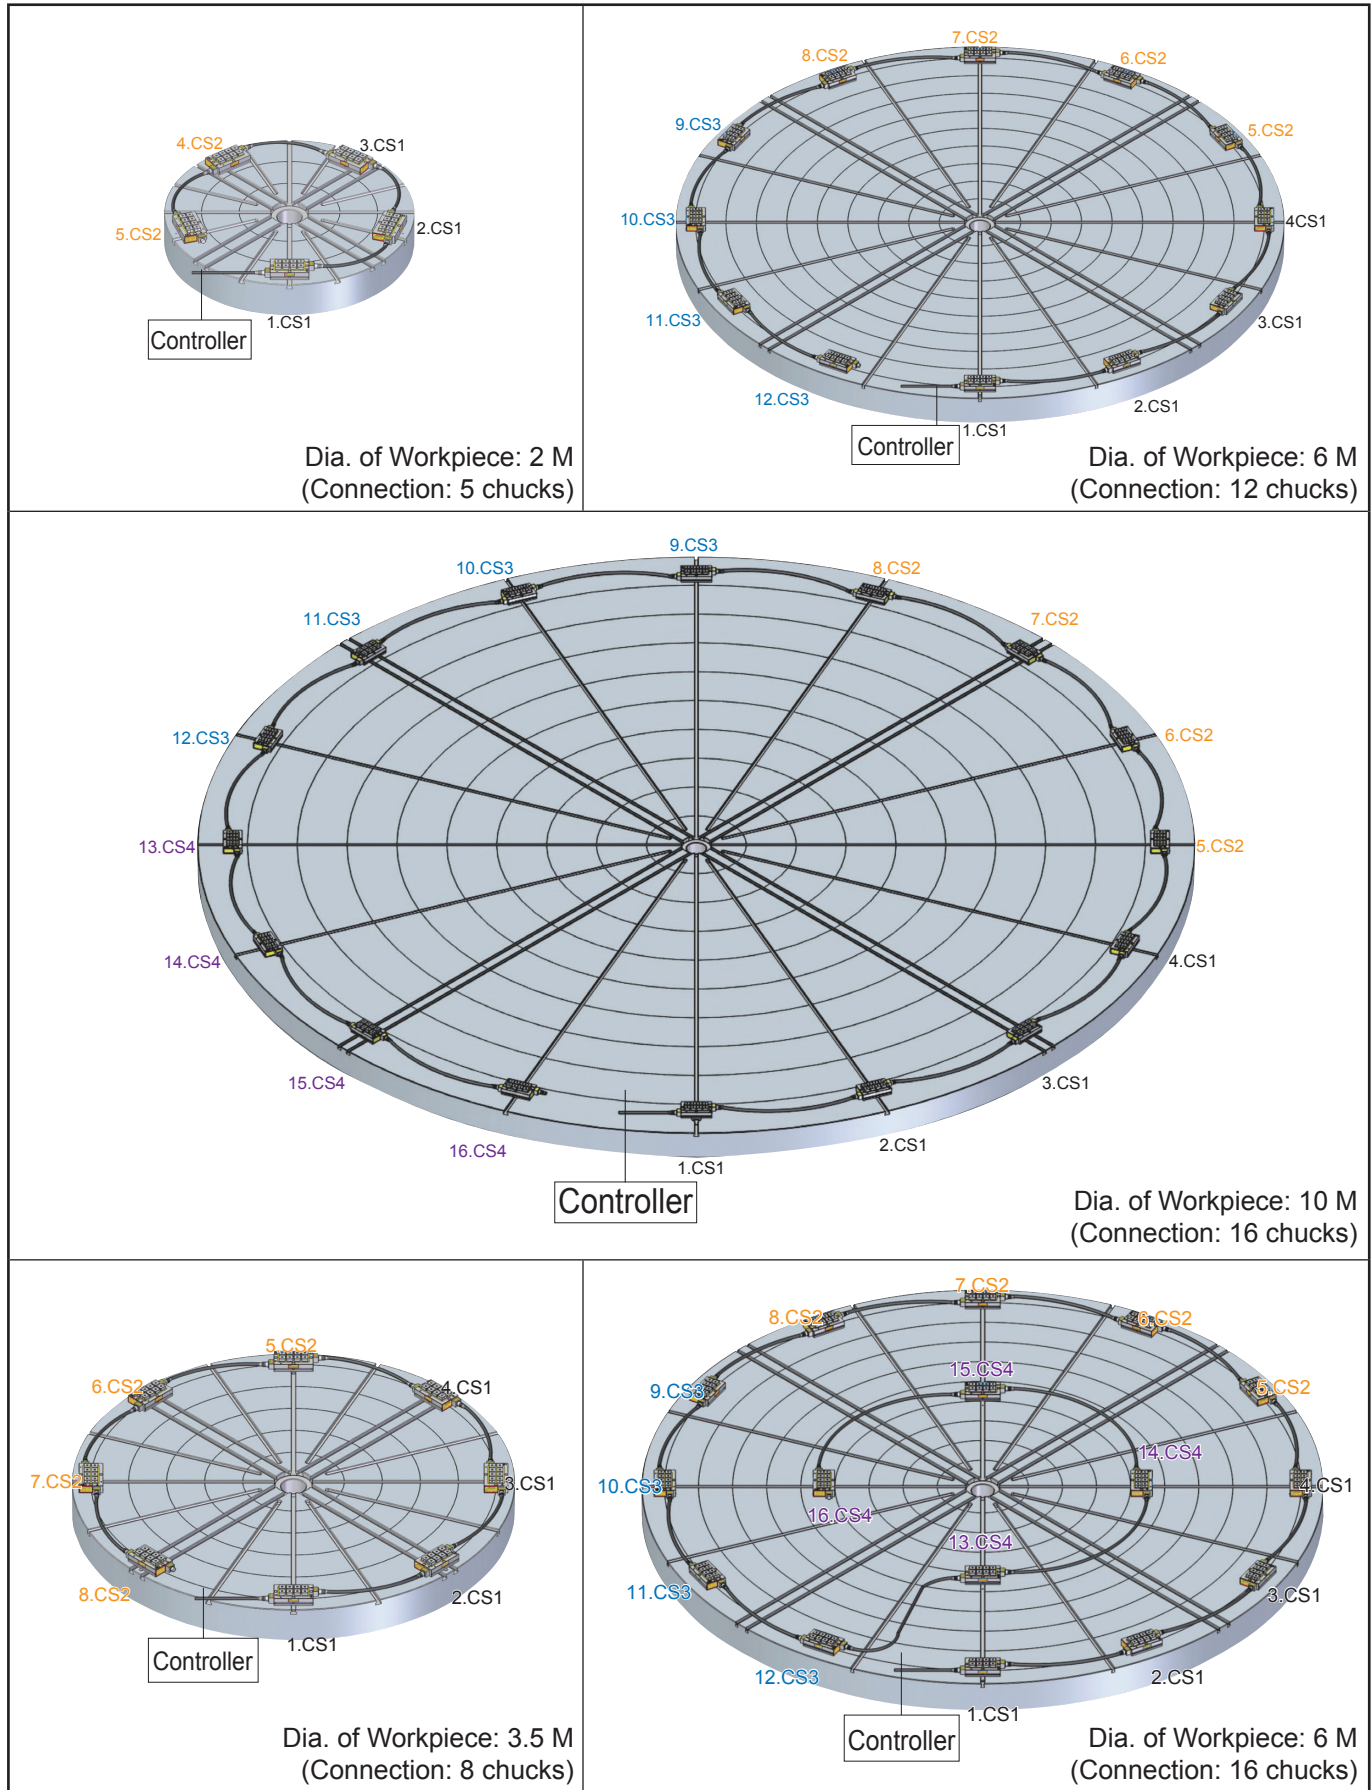 4.CS2
3.CS1
5.CS2
2.CS1
1.CS1
Controller
Dia. of Workpiece: 2 M
(Connection: 5 chucks)
7.CS2
8.CS2
6.CS2
9.CS3
5.CS2
10.CS3
4CS1
11.CS3
3.CS1
12.CS3
2.CS1
1.CS1
Controller
Dia. of Workpiece: 6 M
(Connection: 12 chucks)
9.CS3
10.CS3
8.CS2
11.CS3
7.CS2
12.CS3
6.CS2
13.CS4
5.CS2
14.CS4
4.CS1
15.CS4
3.CS1
16.CS4
2.CS1
1.CS1
Controller
Dia. of Workpiece: 10 M
(Connection: 16 chucks)
5.CS2
6.CS2
4.CS1
7.CS2
3.CS1
8.CS2
2.CS1
1.CS1
Controller
Dia. of Workpiece: 3.5 M
(Connection: 8 chucks)
7.CS2
8.CS2
6.CS2
15.CS4
9.CS3
5.CS2
14.CS4
10.CS3
4.CS1
16.CS4
13.CS4
11.CS3
3.CS1
12.CS3
2.CS1
1.CS1
Controller
Dia. of Workpiece: 6 M
(Connection: 16 chucks)